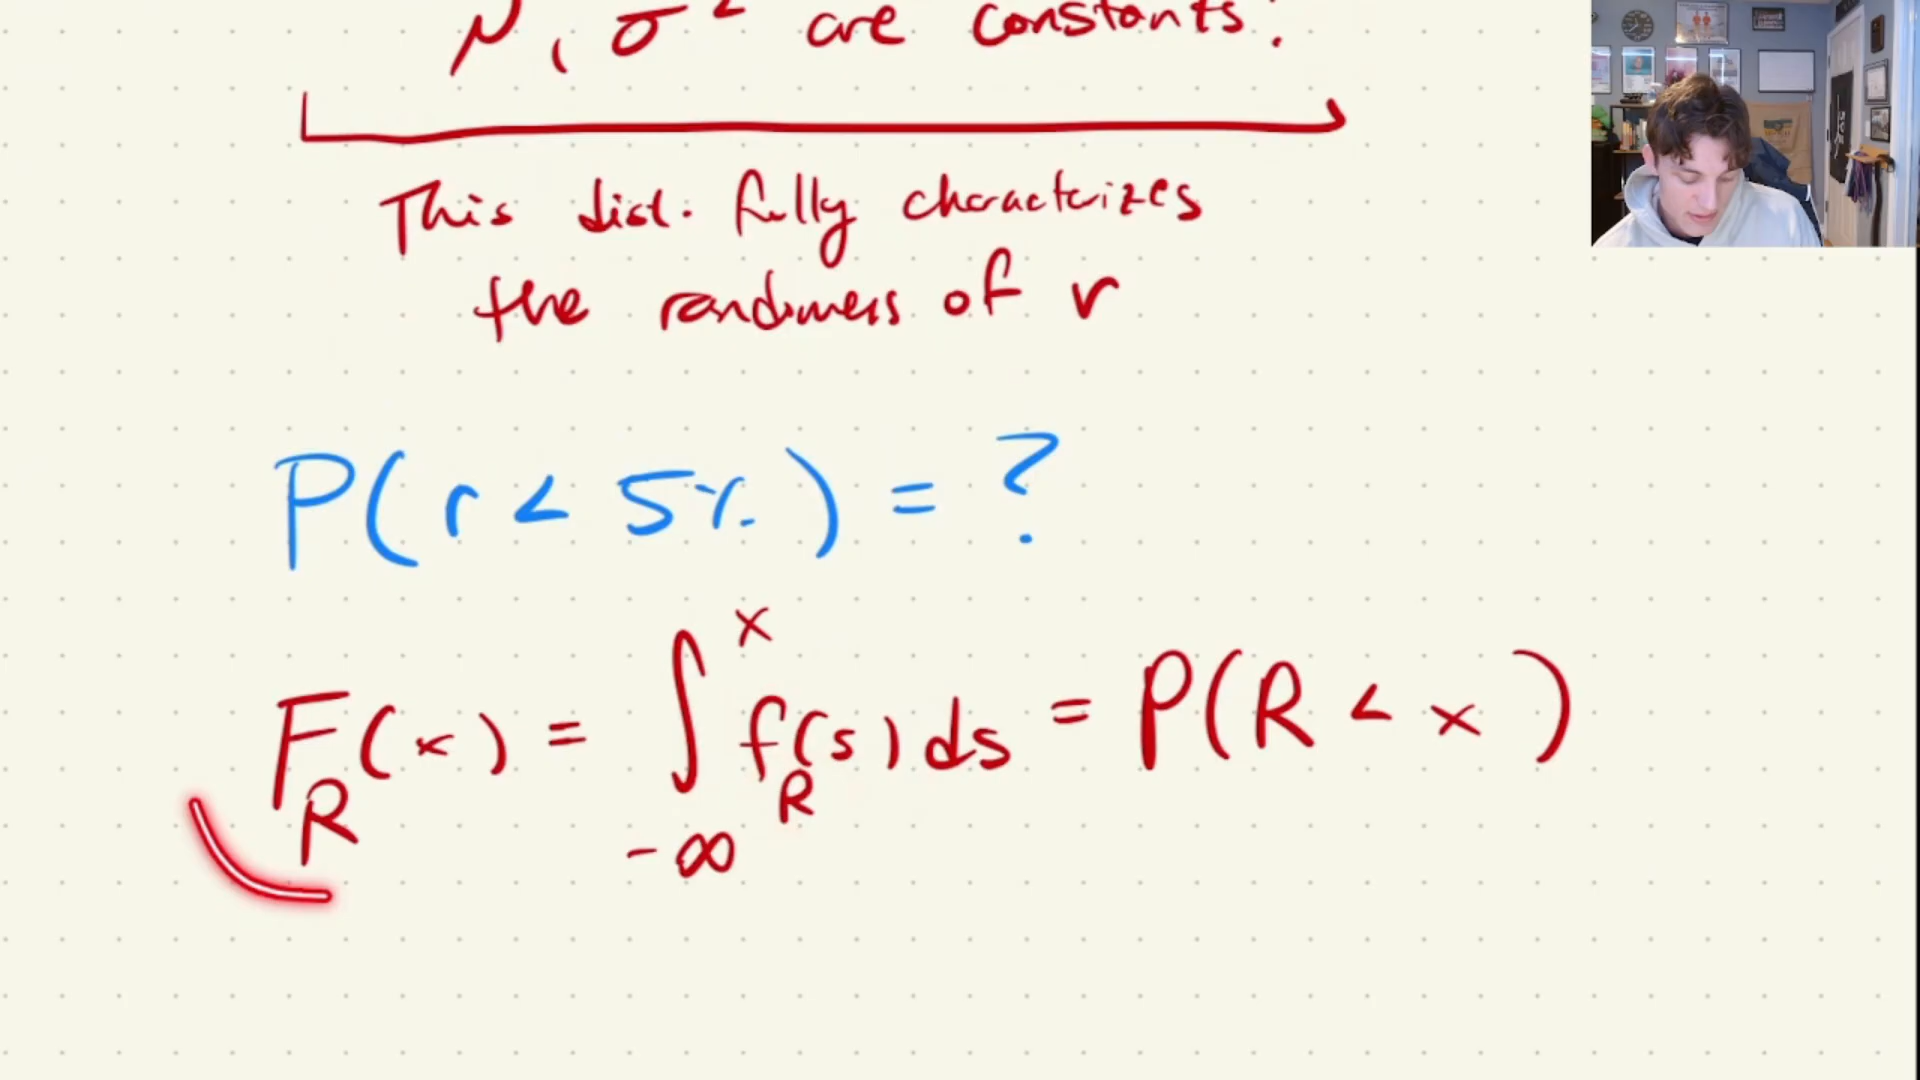 μ, σ² are constants!
This dist. fully characterizes
the randomness of r
P(r < 5%) = ?
F_R(x) = ∫_{-∞}^{x} f_R(s) ds = P(R < x)